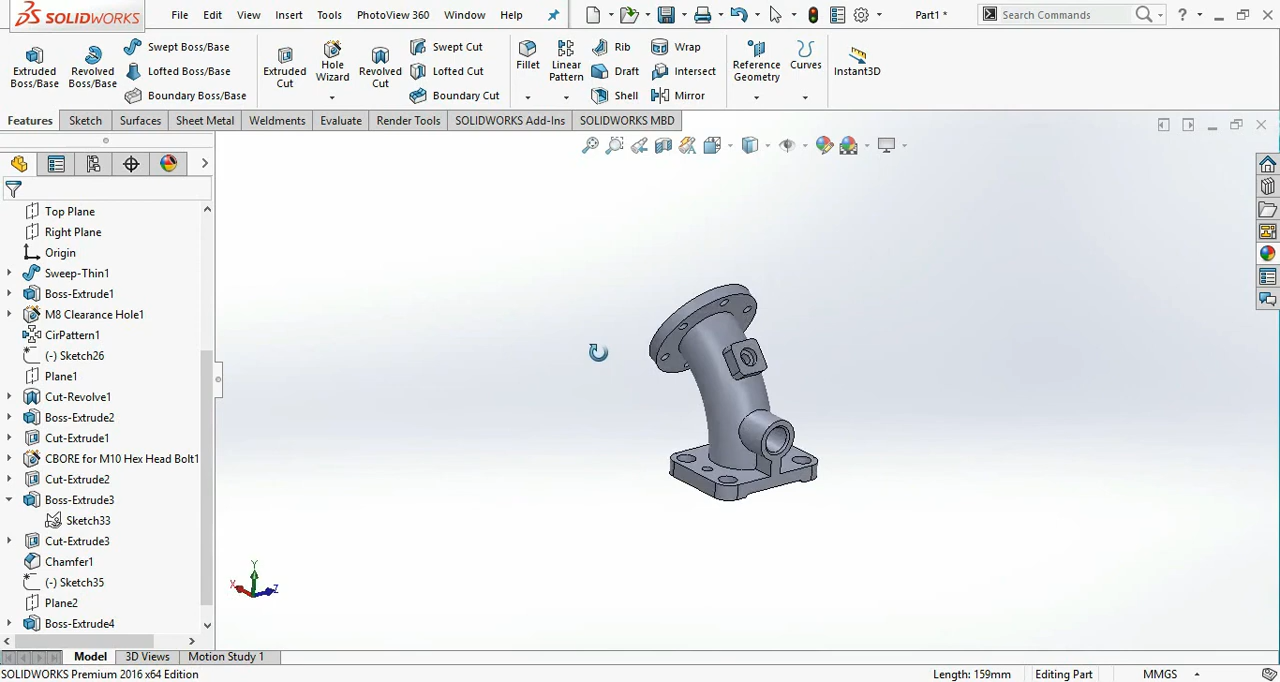 SOLIDWORKS File Edit View Insert Tools PhotoView 360 Window Help Part1 * Search Commands ?
Extruded Boss/Base
Revolved Boss/Base
Swept Boss/Base
Lofted Boss/Base
Boundary Boss/Base
Extruded Cut
Hole Wizard
Revolved Cut
Swept Cut
Lofted Cut
Boundary Cut
Fillet
Linear Pattern
Rib
Draft
Shell
Wrap
Intersect
Mirror
Reference Geometry
Curves
Instant3D
Features Sketch Surfaces Sheet Metal Weldments Evaluate Render Tools SOLIDWORKS Add-Ins SOLIDWORKS MBD
Top Plane
Right Plane
Origin
Sweep-Thin1
Boss-Extrude1
M8 Clearance Hole1
CirPattern1
(-) Sketch26
Plane1
Cut-Revolve1
Boss-Extrude2
Cut-Extrude1
CBORE for M10 Hex Head Bolt1
Cut-Extrude2
Boss-Extrude3
Sketch33
Cut-Extrude3
Chamfer1
(-) Sketch35
Plane2
Boss-Extrude4
Y
X
Z
Model 3D Views Motion Study 1
SOLIDWORKS Premium 2016 x64 Edition Length: 159mm Editing Part MMGS